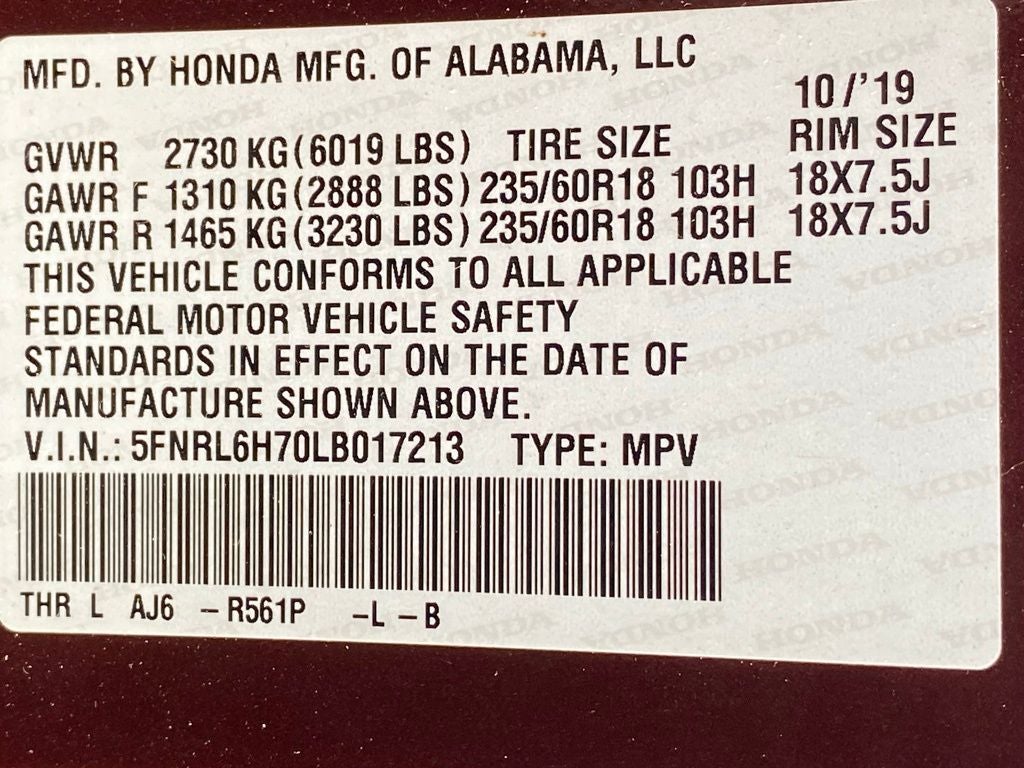 MFD. BY HONDA MFG. OF ALABAMA, LLC
10/'19
GVWR 2730 KG (6019 LBS) TIRE SIZE RIM SIZE
GAWR F 1310 KG (2888 LBS) 235/60R18 103H 18X7.5J
GAWR R 1465 KG (3230 LBS) 235/60R18 103H 18X7.5J
THIS VEHICLE CONFORMS TO ALL APPLICABLE
FEDERAL MOTOR VEHICLE SAFETY
STANDARDS IN EFFECT ON THE DATE OF
MANUFACTURE SHOWN ABOVE.
V.I.N.: 5FNRL6H70LB017213 TYPE: MPV
THR L AJ6 -R561P -L-B